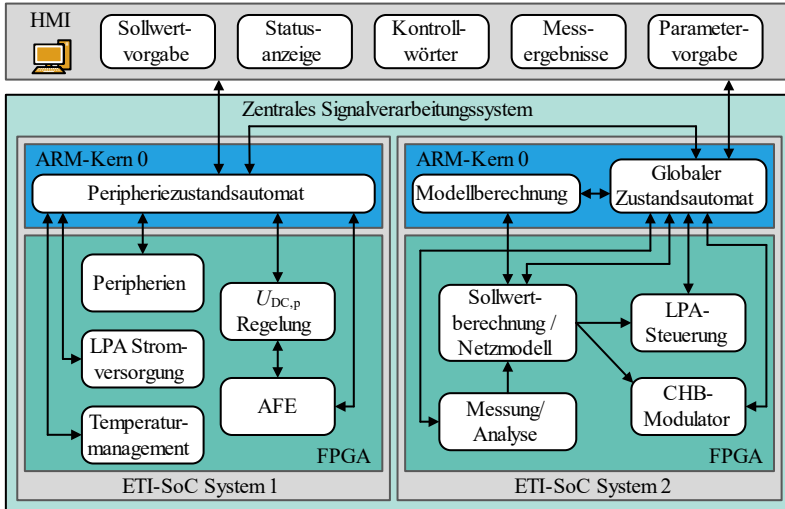 HMI
Sollwert-
vorgabe
Status-
anzeige
Kontroll-
wörter
Mess-
ergebnisse
Parameter-
vorgabe
Zentrales Signalverarbeitungssystem
ARM-Kern 0
Peripheriezustandsautomat
Peripherien
U_DC,p
Regelung
LPA Strom-
versorgung
AFE
Temperatur-
management
FPGA
ETI-SoC System 1
ARM-Kern 0
Modellberechnung
Globaler
Zustandsautomat
Sollwert-
berechnung /
Netzmodell
LPA-
Steuerung
Messung/
Analyse
CHB-
Modulator
FPGA
ETI-SoC System 2